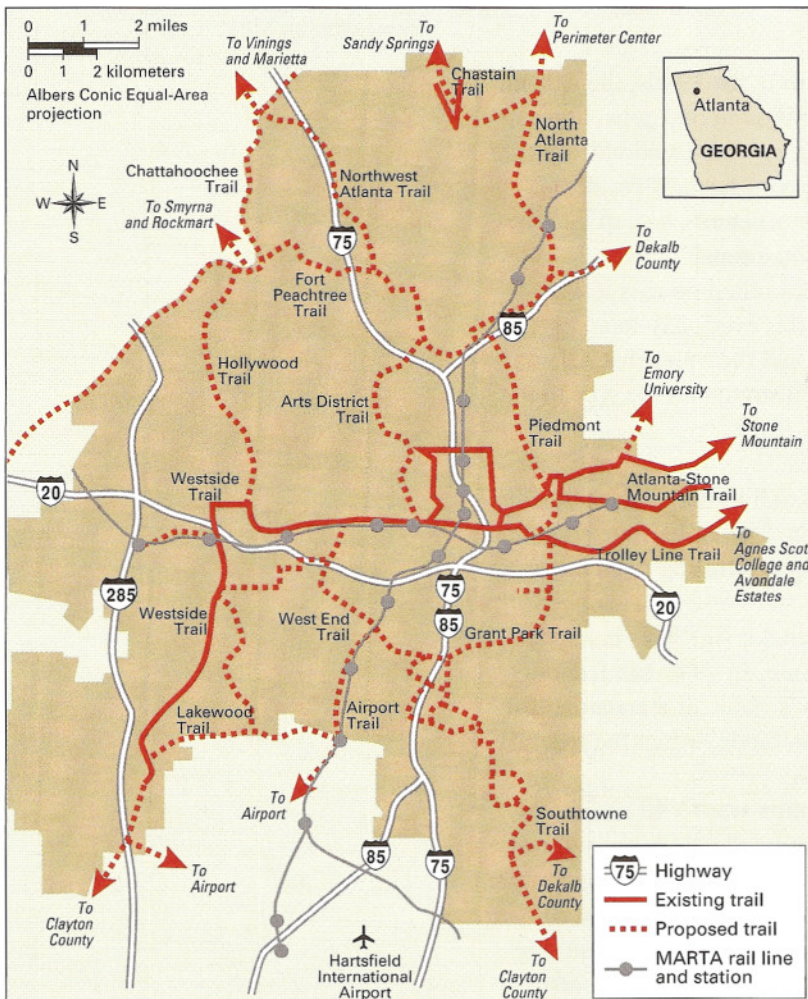 0 1 2 miles
0 1 2 kilometers
Albers Conic Equal-Area
projection
To Vinings
and Marietta
To
Sandy Springs
To
Perimeter Center
Chastain
Trail
Atlanta
GEORGIA
North
Atlanta
Trail
N
W E
S
Chattahoochee
Trail
Northwest
Atlanta Trail
To Smyrna
and Rockmart
75
To
Dekalb
County
Fort
Peachtree
Trail
85
Hollywood
Trail
Arts District
Trail
To
Emory
University
Piedmont
Trail
To
Stone
Mountain
20
Westside
Trail
Atlanta-Stone
Mountain Trail
Trolley Line Trail
To
Agnes Scot
College and
Avondale
Estates
285
Westside
Trail
West End
Trail
75
85
Grant Park Trail
20
Lakewood
Trail
Airport
Trail
To
Airport
Southtowne
Trail
85
75
To
Airport
To
Clayton
County
To
Dekalb
County
To
Clayton
County
Hartsfield
International
Airport
75 Highway
Existing trail
Proposed trail
MARTA rail line
and station